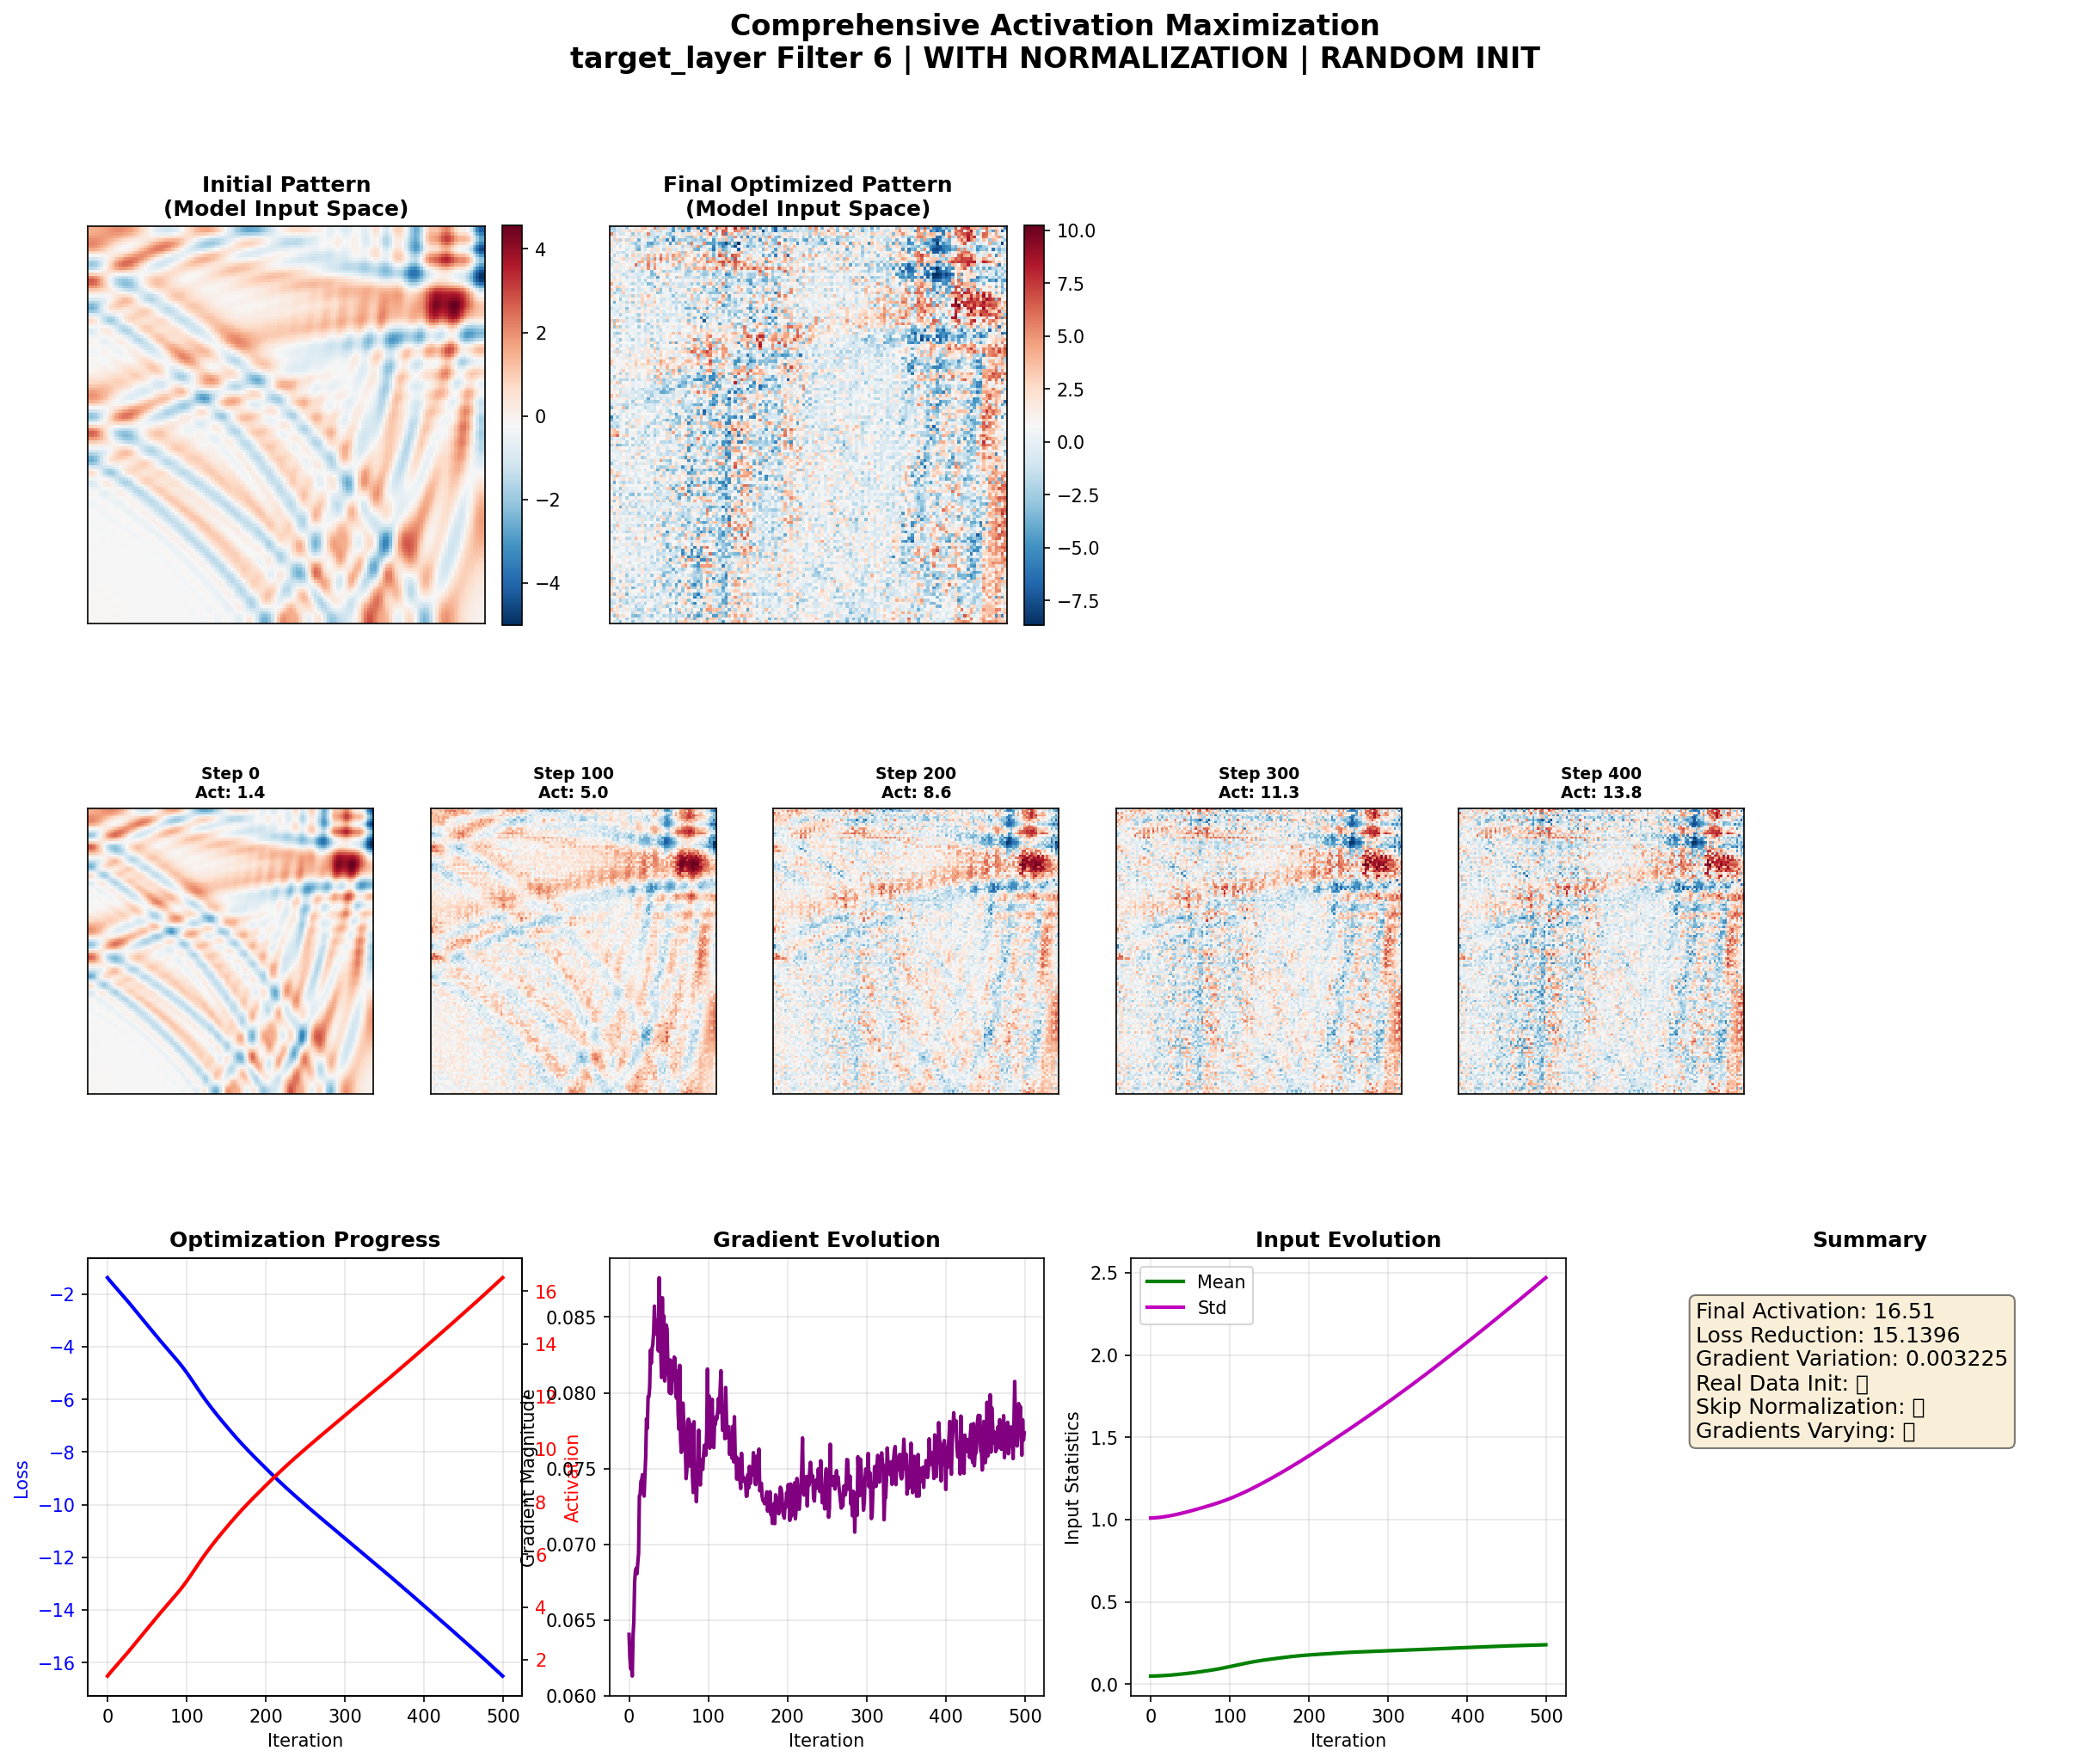 Comprehensive Activation Maximization
target_layer Filter 6 | WITH NORMALIZATION | RANDOM INIT
Initial Pattern
(Model Input Space)
4
2
0
−2
−4
Final Optimized Pattern
(Model Input Space)
10.0
7.5
5.0
2.5
0.0
−2.5
−5.0
−7.5
Step 0
Act: 1.4
Step 100
Act: 5.0
Step 200
Act: 8.6
Step 300
Act: 11.3
Step 400
Act: 13.8
Optimization Progress
Loss
−2
−4
−6
−8
−10
−12
−14
−16
0 100 200 300 400 500
Iteration
16
14
12
10
8
6
4
2
Activation
Gradient Evolution
Gradient Magnitude
0.085
0.080
0.075
0.070
0.065
0.060
0 100 200 300 400 500
Iteration
Input Evolution
Mean
Std
Input Statistics
2.5
2.0
1.5
1.0
0.5
0.0
0 100 200 300 400 500
Iteration
Summary
Final Activation: 16.51
Loss Reduction: 15.1396
Gradient Variation: 0.003225
Real Data Init:
Skip Normalization:
Gradients Varying: